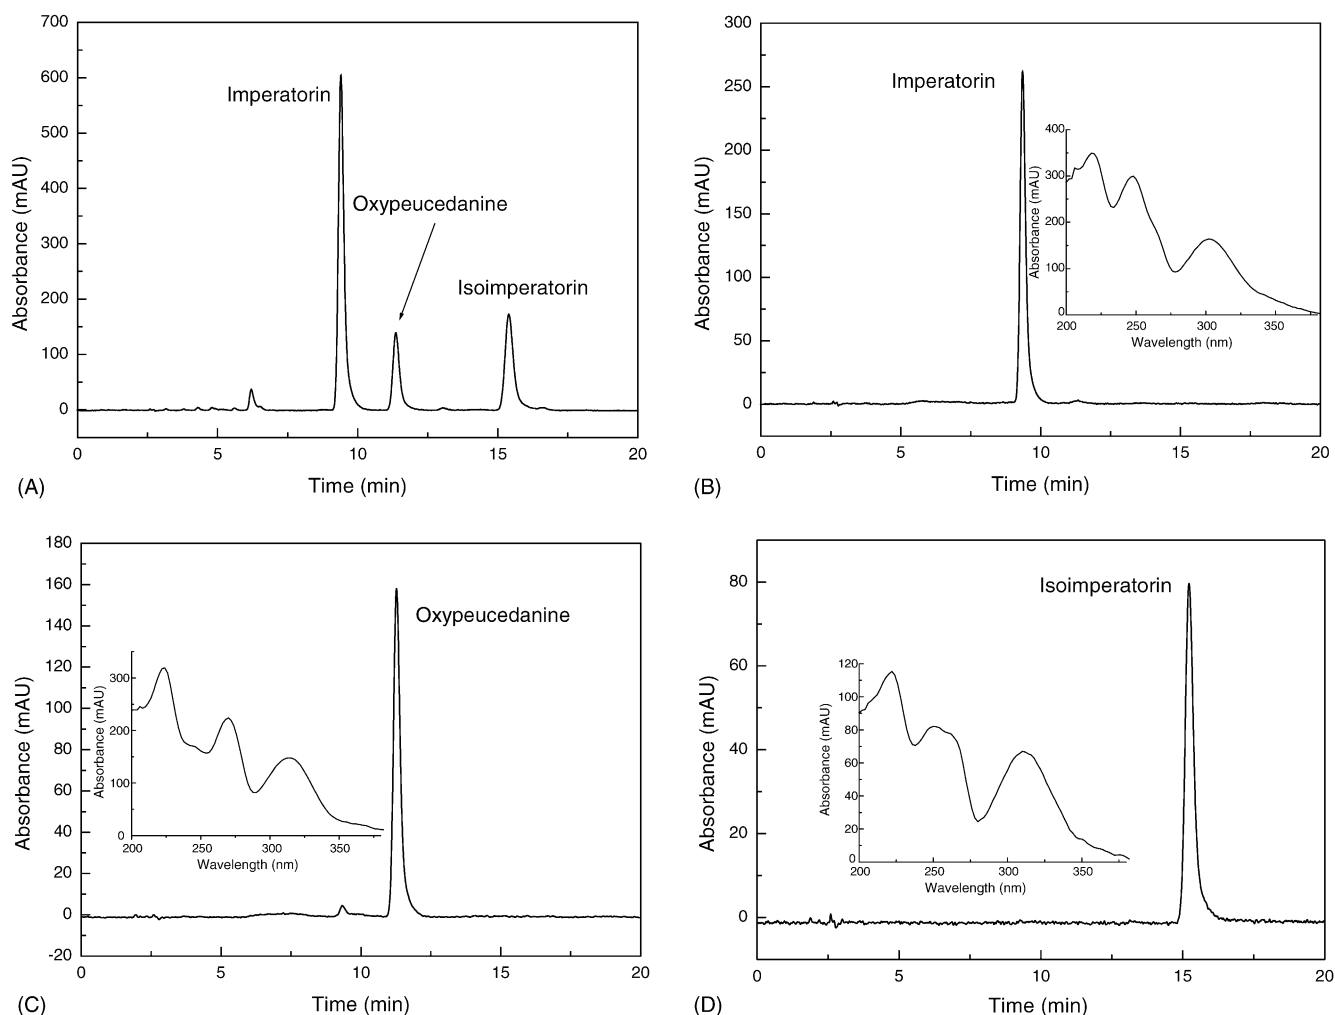 700
600
500
400
300
200
100
0
Absorbance (mAU)
Imperatorin
Oxypeucedanine
Isoimperatorin
0 5 10 15 20
Time (min)
(A)
300
250
200
150
100
50
0
Absorbance (mAU)
Imperatorin
400
300
200
100
0
Absorbance (mAU)
200 250 300 350
Wavelength (nm)
0 5 10 15 20
Time (min)
(B)
180
160
140
120
100
80
60
40
20
0
-20
Absorbance (mAU)
Oxypeucedanine
300
200
100
0
Absorbance (mAU)
200 250 300 350
Wavelength (nm)
0 5 10 15 20
Time (min)
(C)
80
60
40
20
0
Absorbance (mAU)
Isoimperatorin
120
100
80
60
40
20
0
Absorbance (mAU)
200 250 300 350
Wavelength (nm)
0 5 10 15 20
Time (min)
(D)